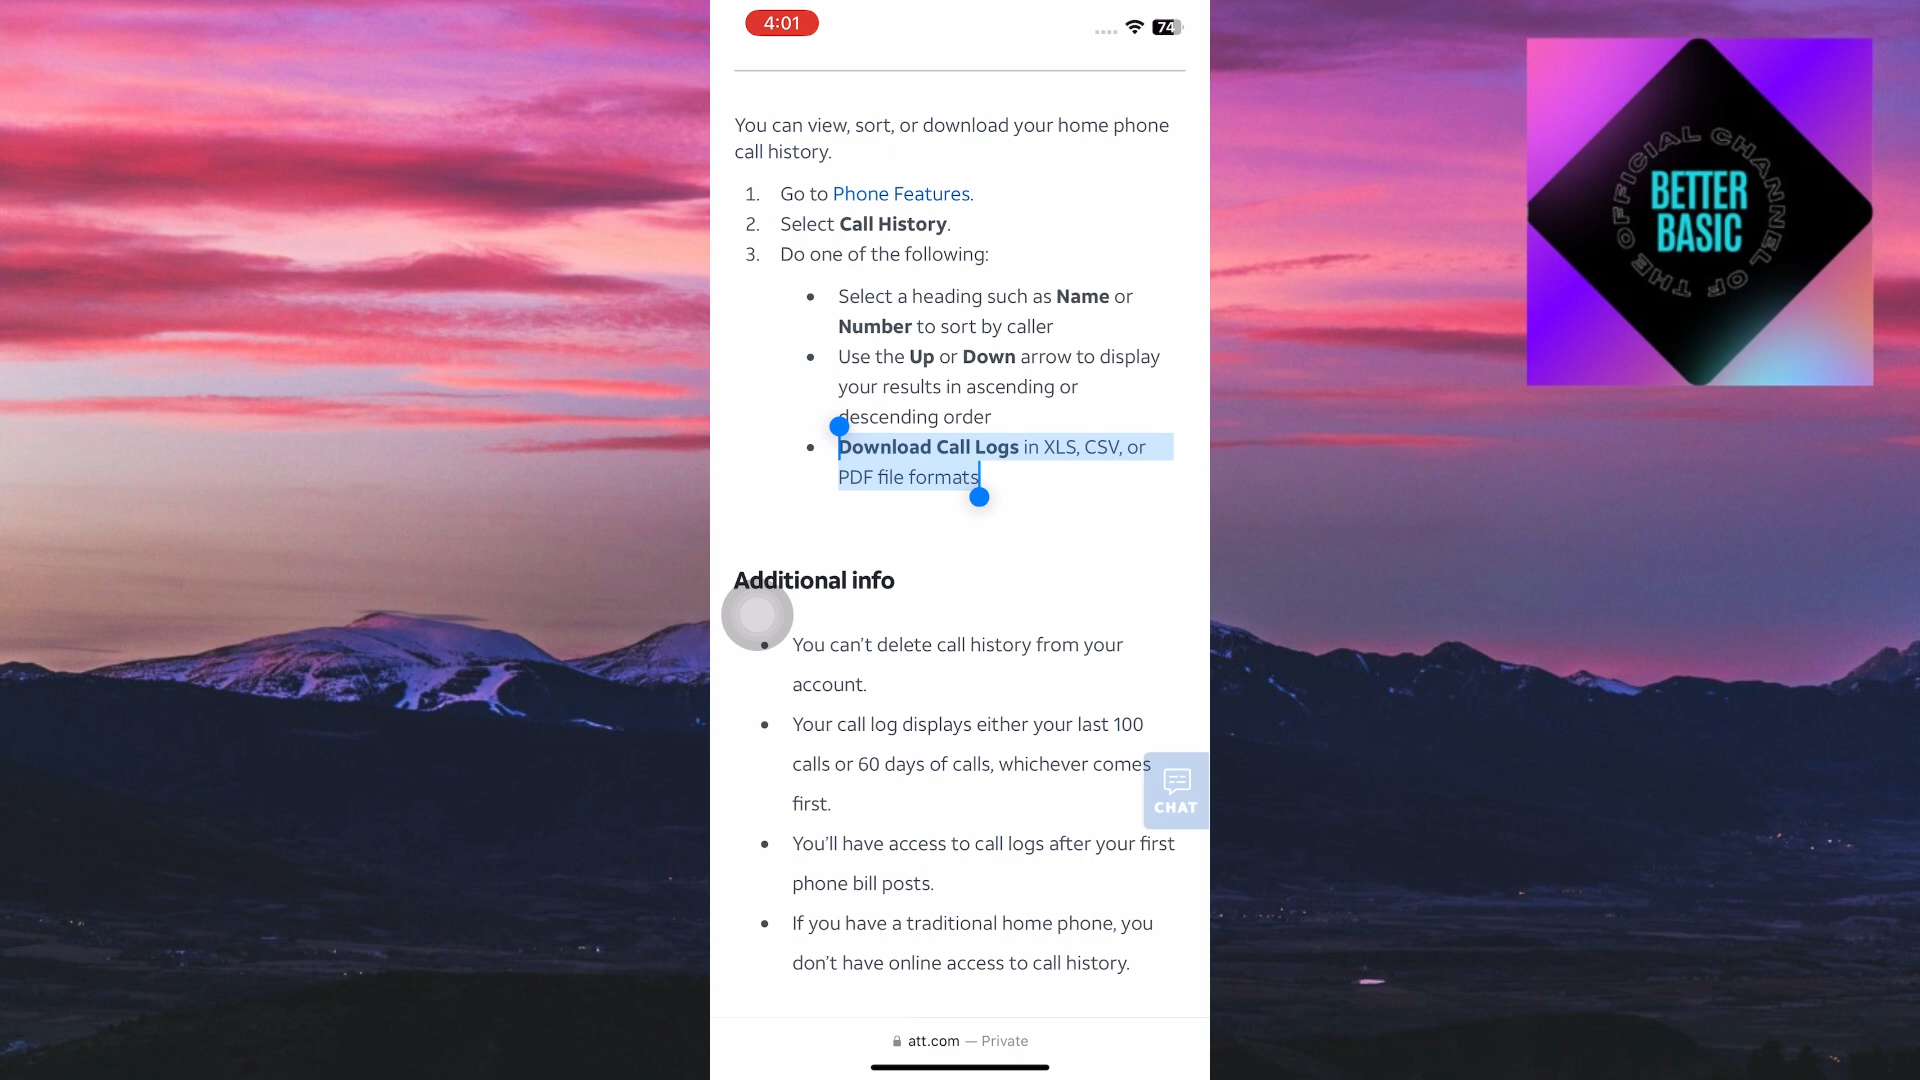 4:01
74
You can view, sort, or download your home phone
call history.
1. Go to Phone Features.
2. Select Call History.
3. Do one of the following:
• Select a heading such as Name or
Number to sort by caller
• Use the Up or Down arrow to display
your results in ascending or
descending order
• Download Call Logs in XLS, CSV, or
PDF file formats
Additional info
• You can’t delete call history from your
account.
• Your call log displays either your last 100
calls or 60 days of calls, whichever comes
first.
CHAT
• You’ll have access to call logs after your first
phone bill posts.
• If you have a traditional home phone, you
don’t have online access to call history.
att.com — Private
OFFICIAL CHANNEL OF THE
BETTER
BASIC